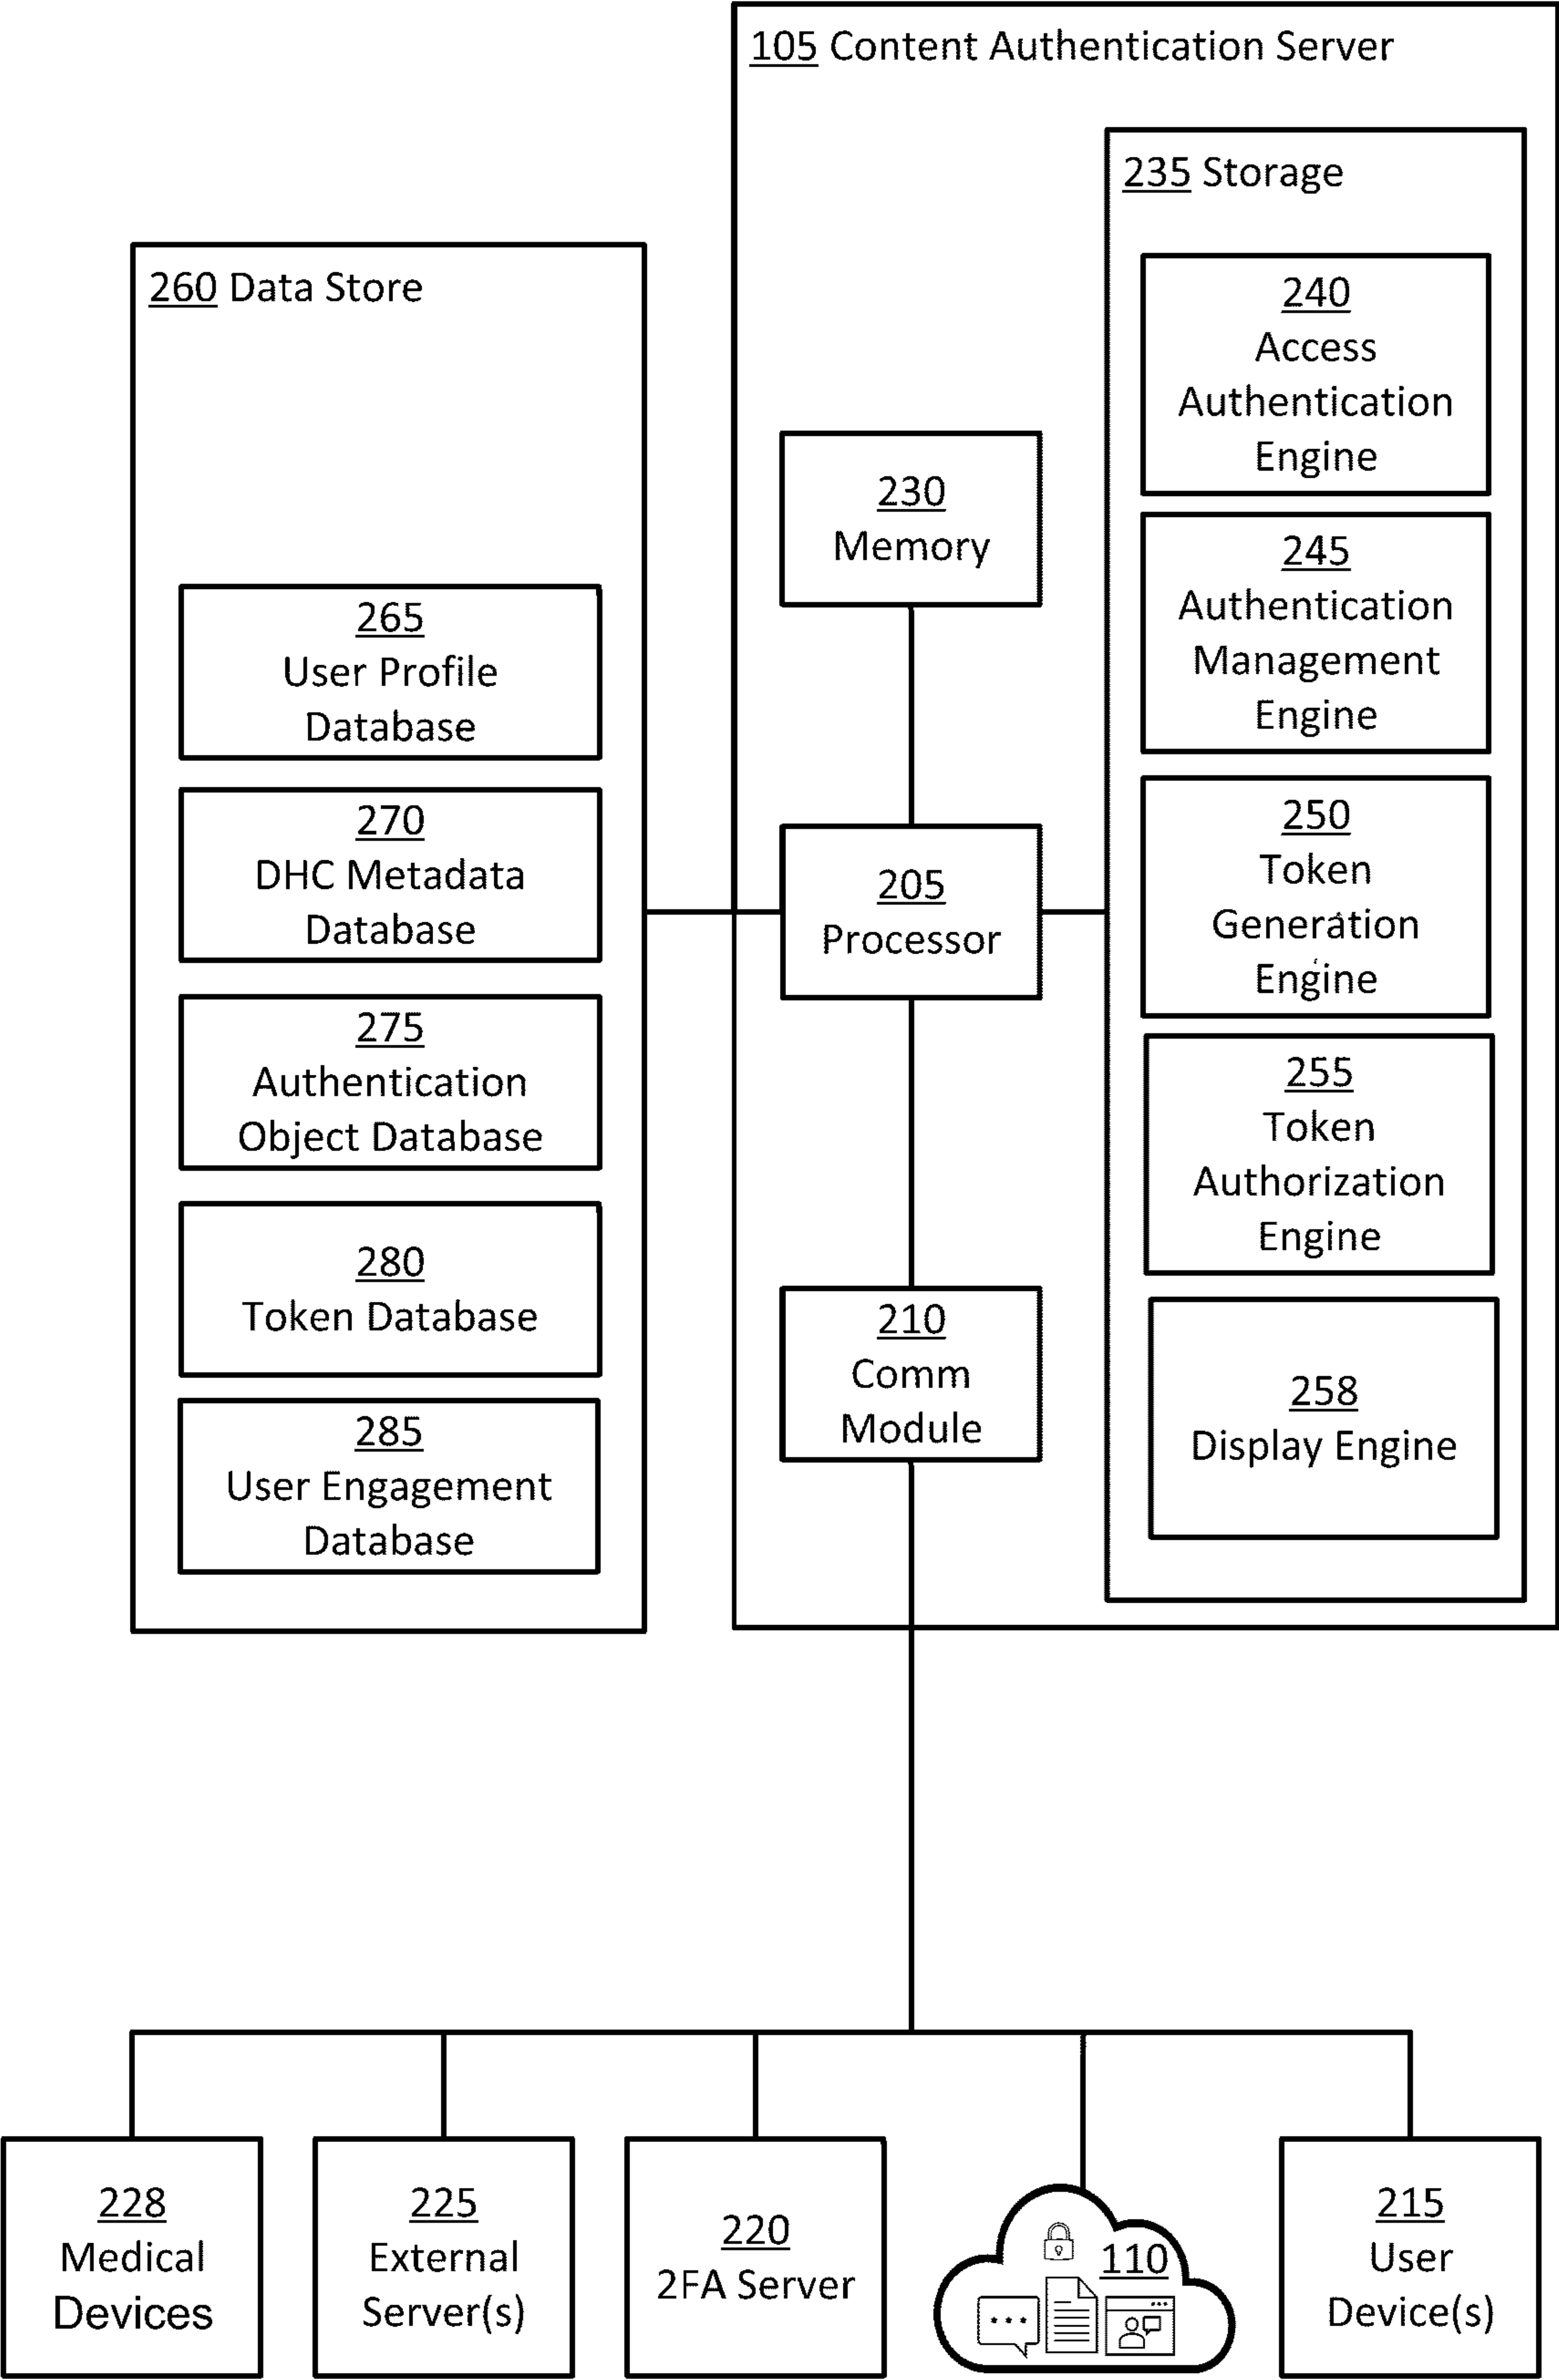 105 Content Authentication Server
235 Storage
240
Access
Authentication
Engine
245
Authentication
Management
Engine
250
Token
Generation
Engine
255
Token
Authorization
Engine
258
Display Engine
260 Data Store
265
User Profile
Database
270
DHC Metadata
Database
275
Authentication
Object Database
280
Token Database
285
User Engagement
Database
230
Memory
205
Processor
210
Comm
Module
228
Medical
Devices
225
External
Server(s)
220
2FA Server
110
215
User
Device(s)